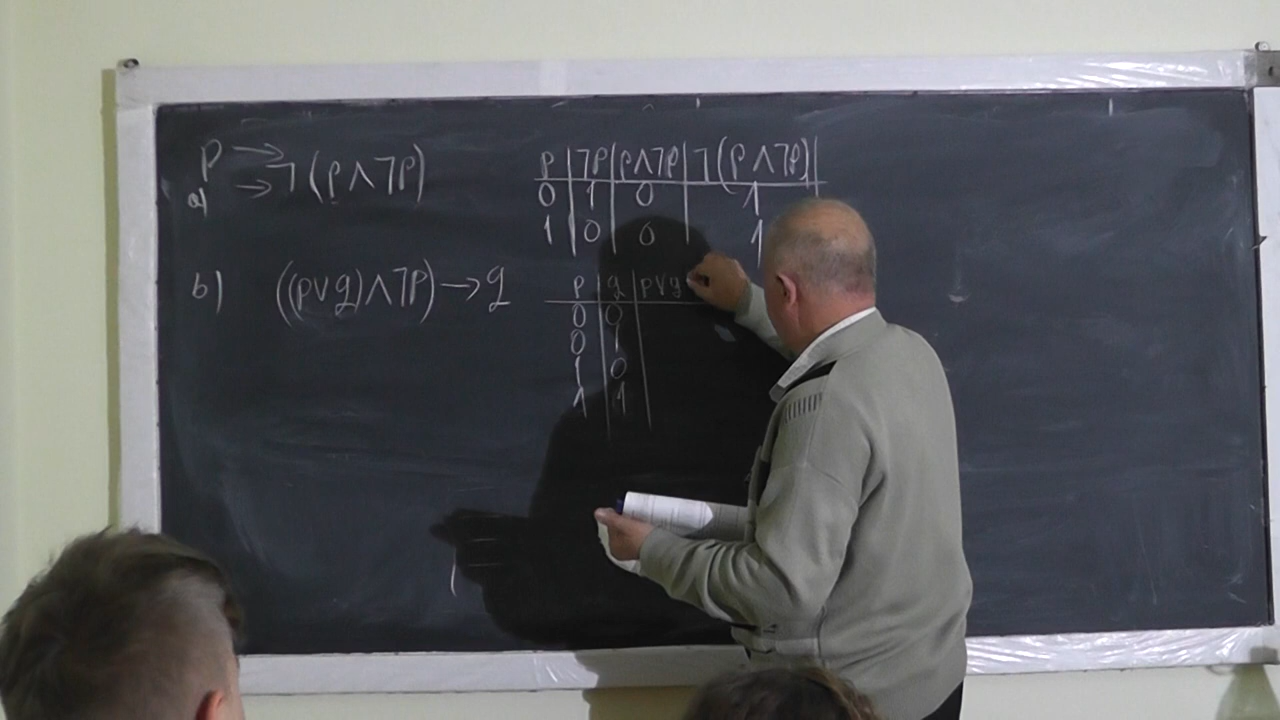 p →
a) → ¬(p∧¬p)
b) ((p∨q)∧¬p)→q
p | ¬p | p∧¬p | ¬(p∧¬p) |
0 | 1 | 0 | 1
1 | 0 | 0 | 1
p | q | p∨q
0 | 0 |
0 | 1 |
1 | 0 |
1 | 1 |